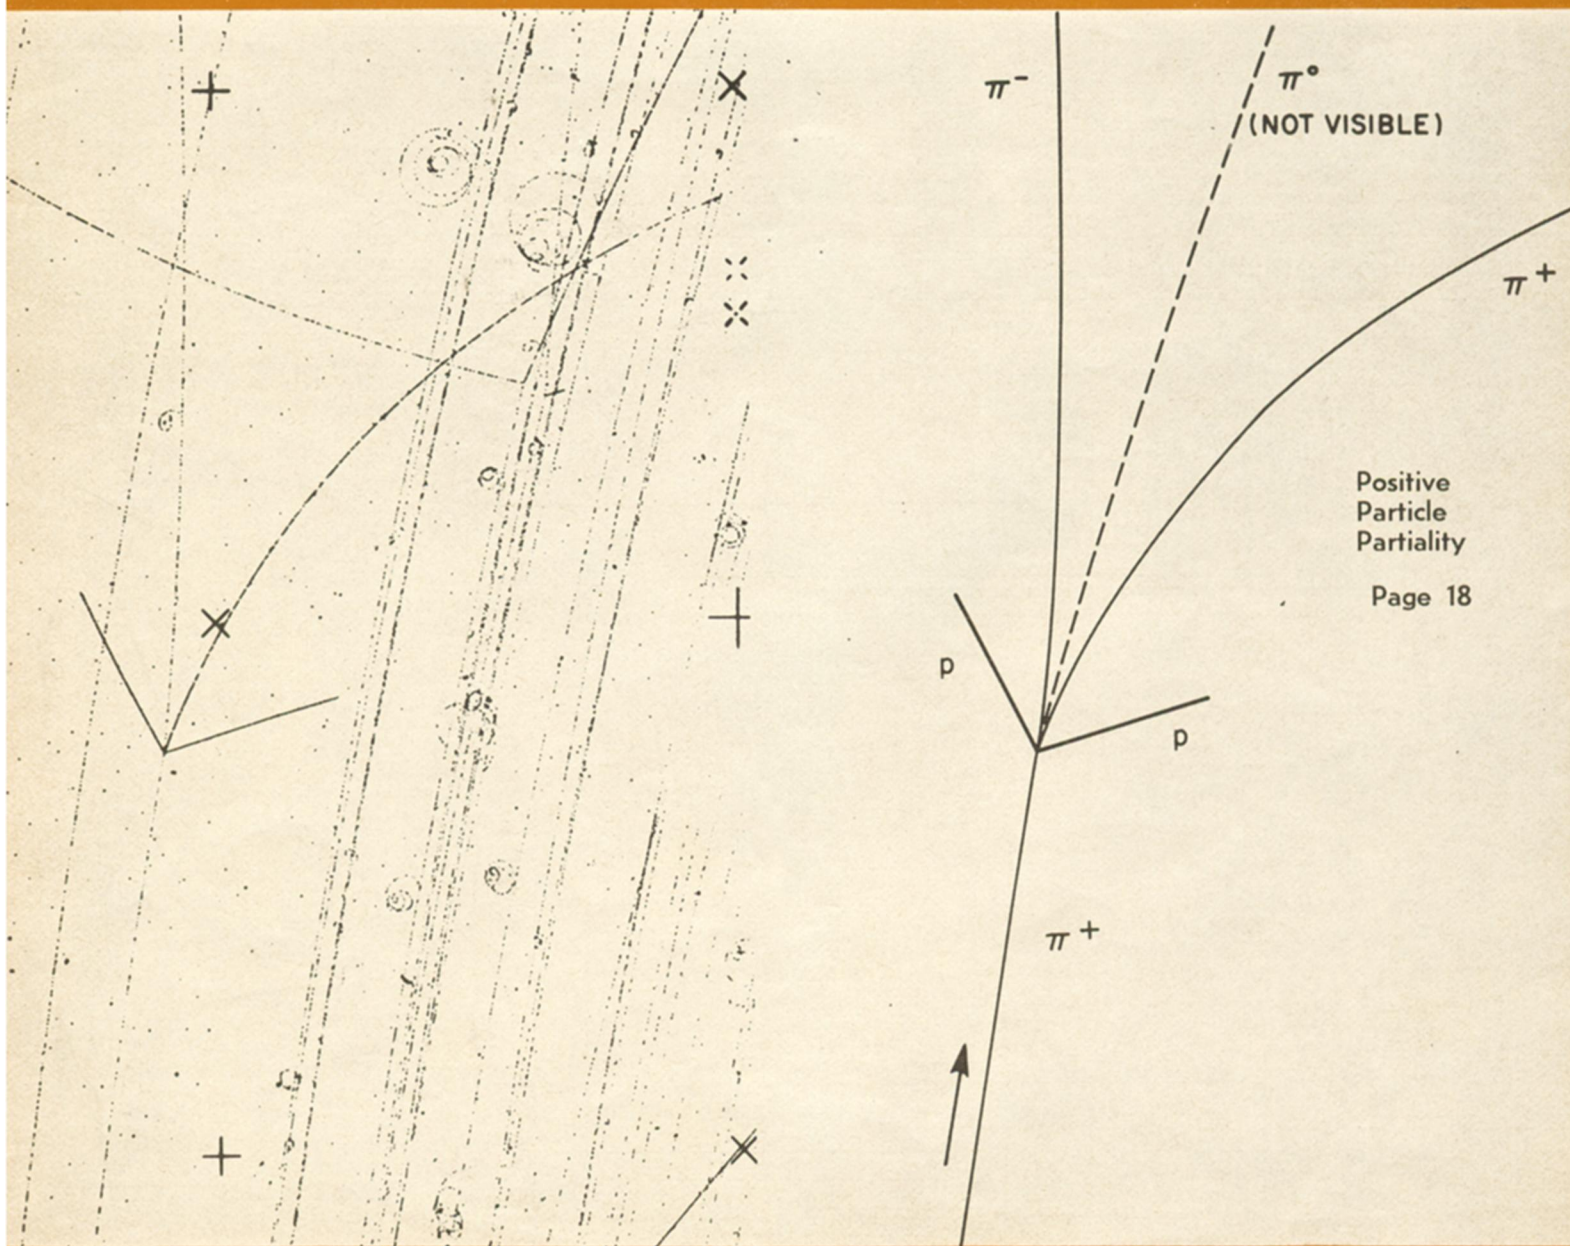 π-
π°
(NOT VISIBLE)
π+
Positive
Particle
Partiality
Page 18
p
p
π+